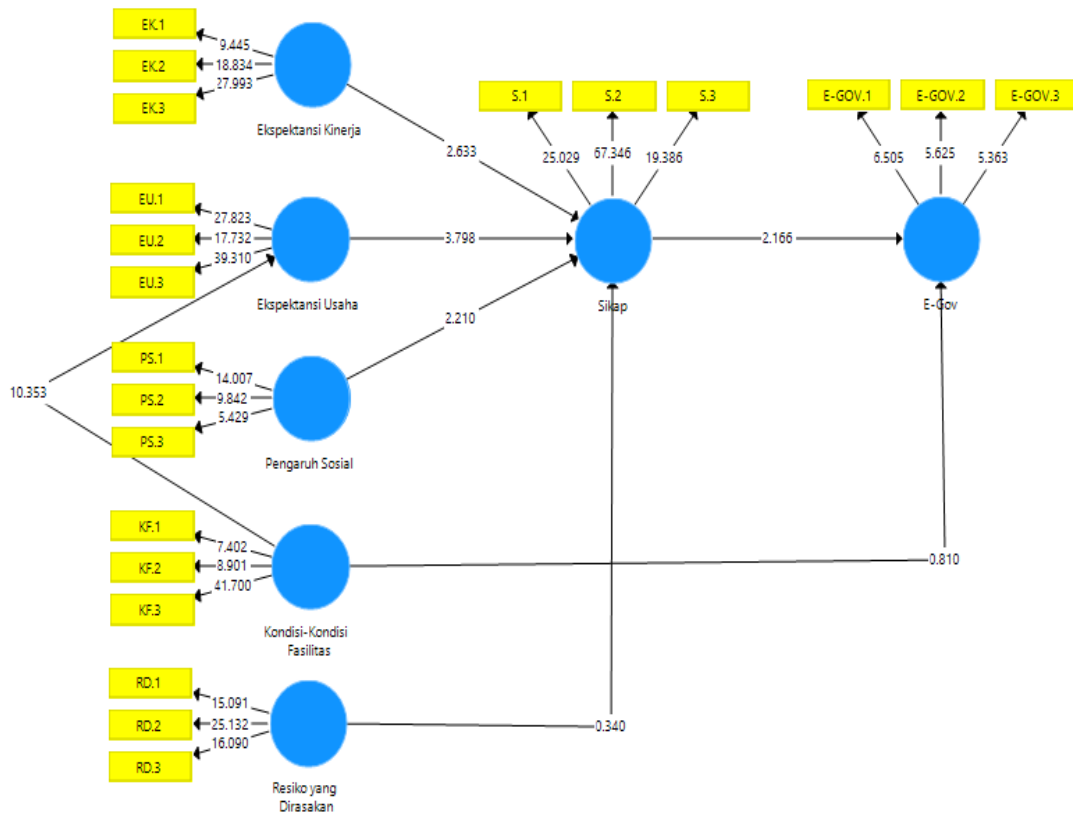 EK.1
9.445
EK.2
18.834
EK.3
27.993
Ekspektansi Kinerja
2.633
S.1
S.2
S.3
25.029
67.346
19.386
Sikap
E-GOV.1
E-GOV.2
E-GOV.3
6.505
5.625
5.363
E-Gov
2.166
EU.1
27.823
EU.2
17.732
EU.3
39.310
Ekspektansi Usaha
3.798
10.353
PS.1
14.007
PS.2
9.842
PS.3
5.429
Pengaruh Sosial
2.210
KF.1
7.402
KF.2
8.901
KF.3
41.700
Kondisi-Kondisi
Fasilitas
0.810
RD.1
15.091
RD.2
25.132
RD.3
16.090
Resiko yang
Dirasakan
0.340